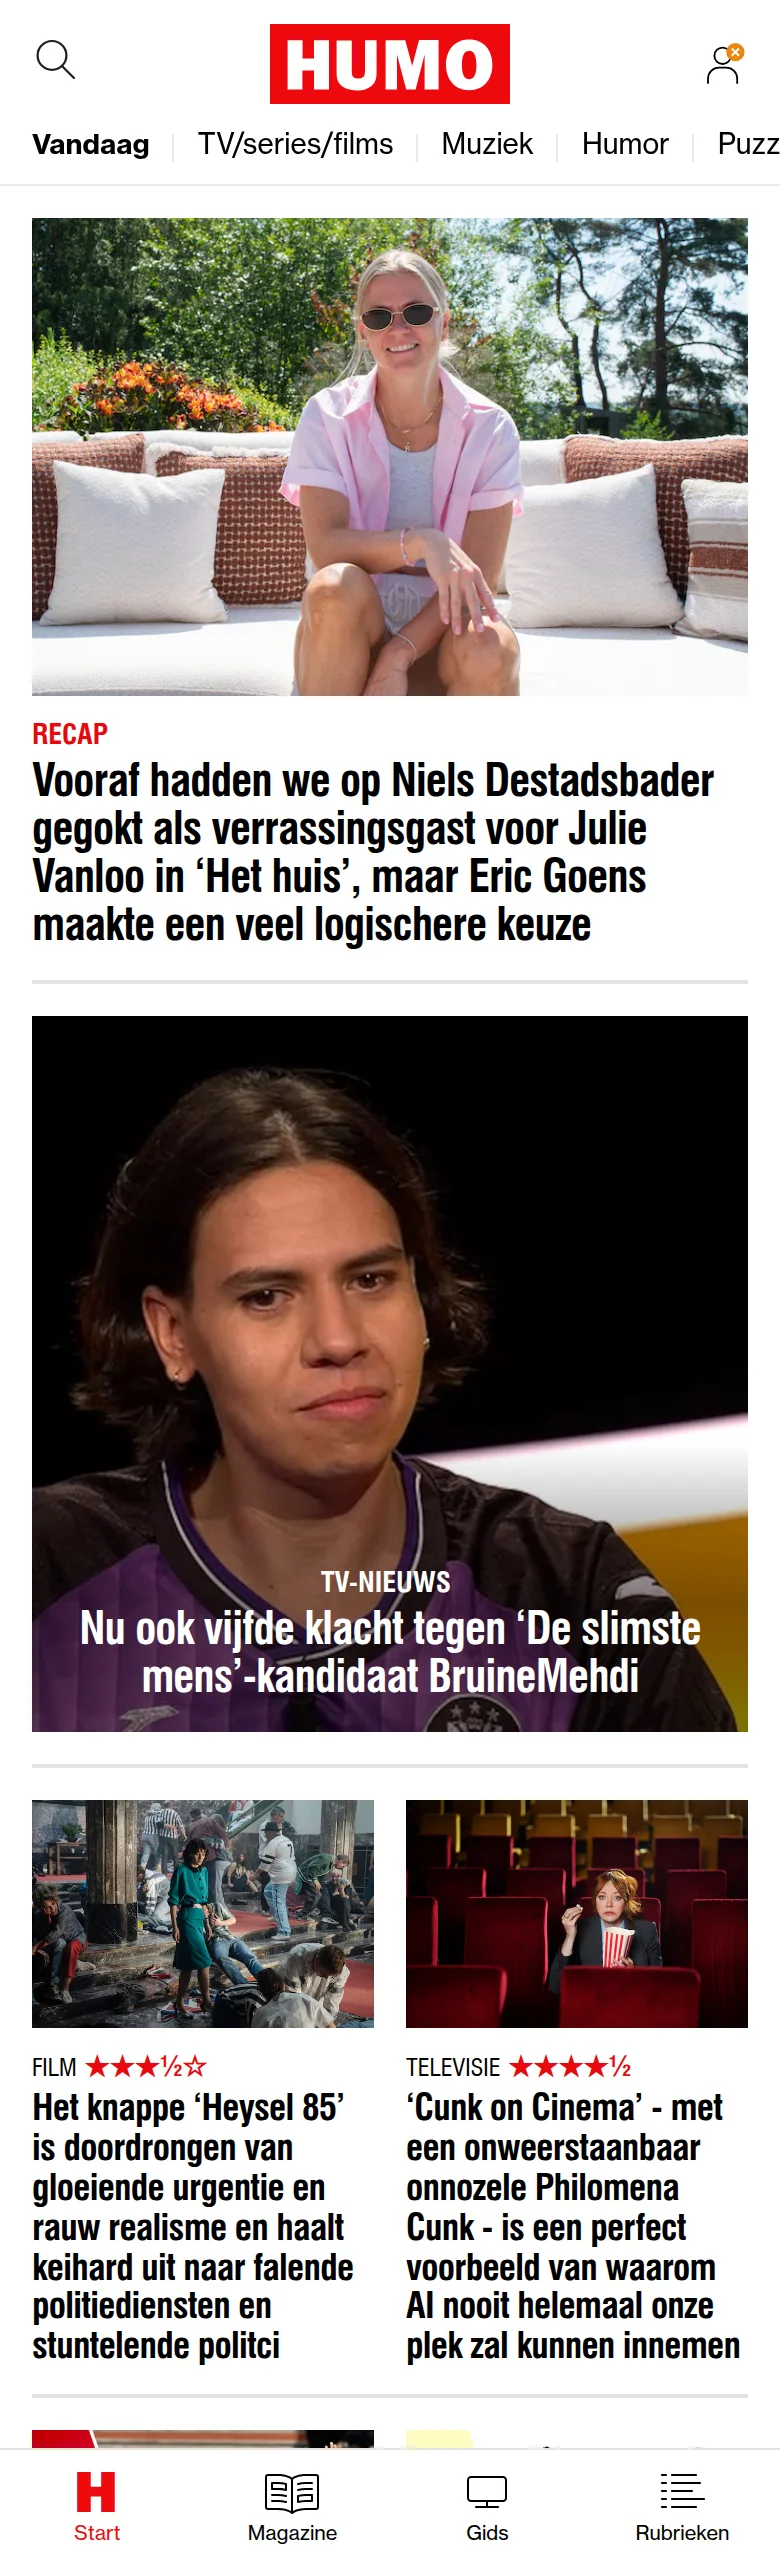 HUMO
Vandaag
TV/series/films
Muziek
Humor
Puzz
RECAP
Vooraf hadden we op Niels Destadsbader
gegokt als verrassingsgast voor Julie
Vanloo in ‘Het huis’, maar Eric Goens
maakte een veel logischere keuze
TV-NIEUWS
Nu ook vijfde klacht tegen ‘De slimste
mens’-kandidaat BruineMehdi
FILM ★★★½☆
Het knappe ‘Heysel 85’
is doordrongen van
gloeiende urgentie en
rauw realisme en haalt
keihard uit naar falende
politiediensten en
stuntelende politci
TELEVISIE ★★★★½
‘Cunk on Cinema’ - met
een onweerstaanbaar
onnozele Philomena
Cunk - is een perfect
voorbeeld van waarom
AI nooit helemaal onze
plek zal kunnen innemen
H
Start
Magazine
Gids
Rubrieken